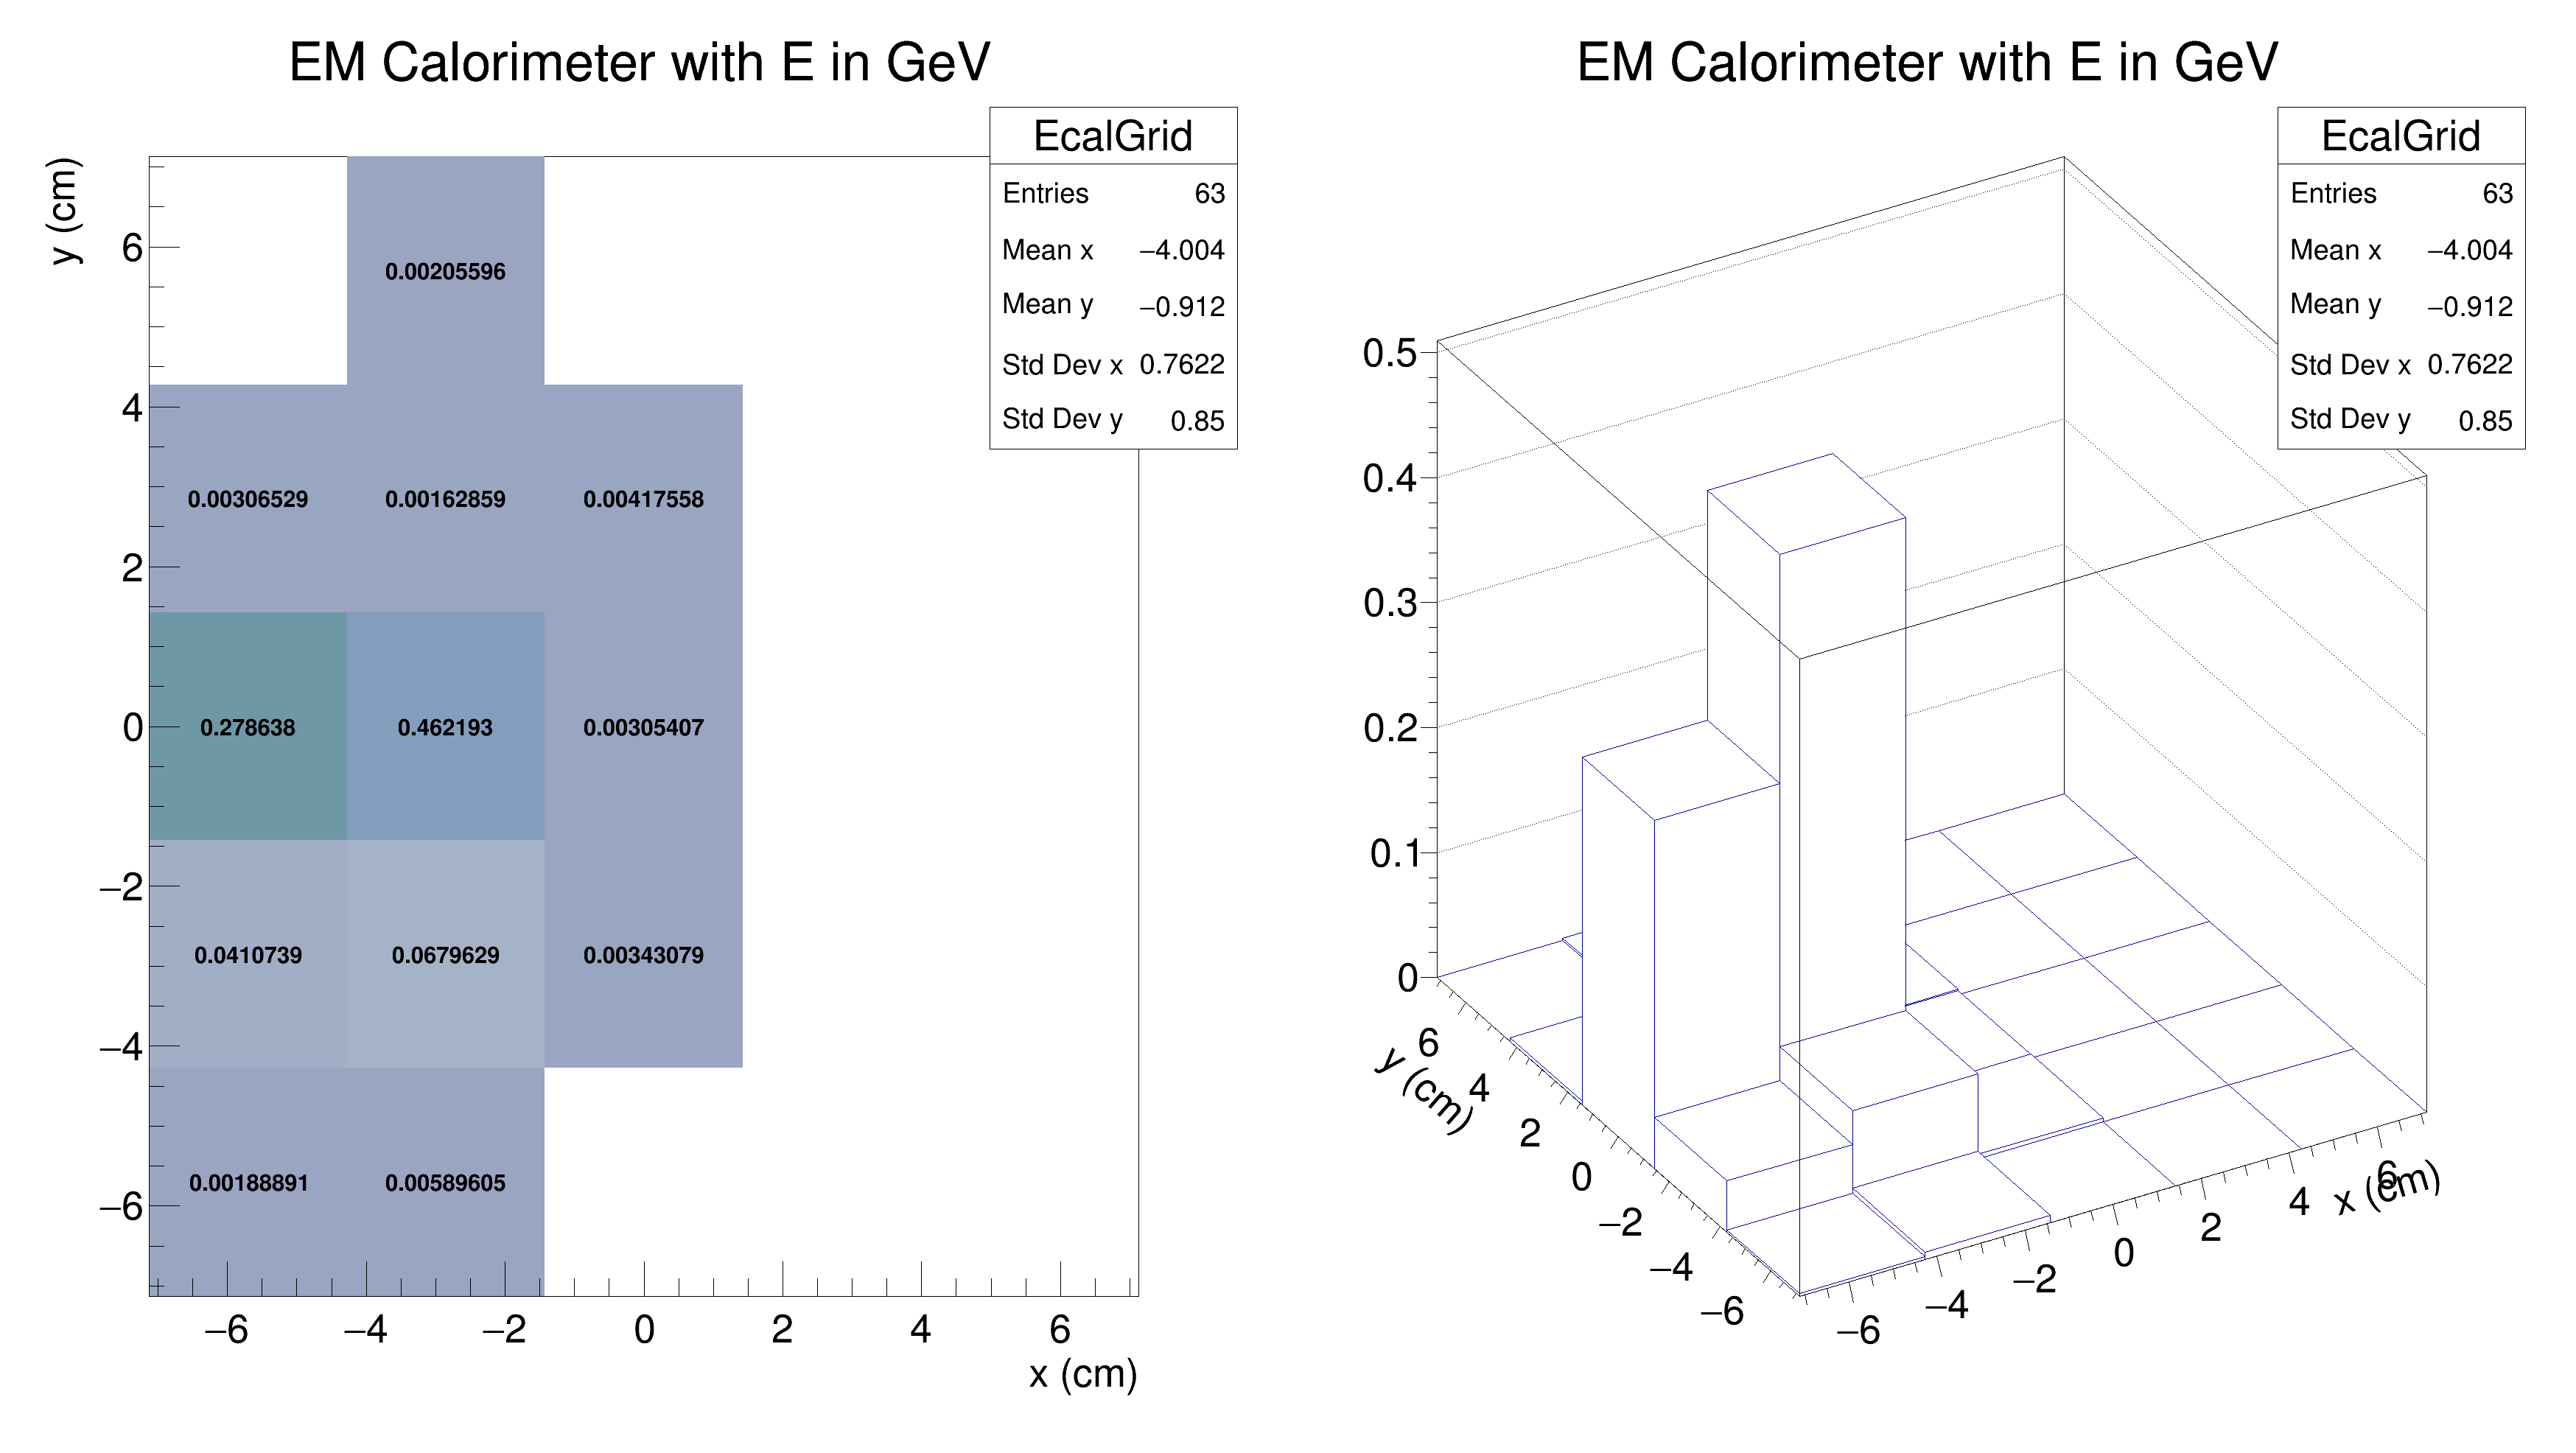 EM Calorimeter with E in GeV
EcalGrid
Entries 63
Mean x −4.004
Mean y −0.912
Std Dev x 0.7622
Std Dev y 0.85
y (cm)
6
4
2
0
−2
−4
−6
0.00205596
0.00306529 0.00162859 0.00417558
0.278638 0.462193 0.00305407
0.0410739 0.0679629 0.00343079
0.00188891 0.00589605
−6 −4 −2 0 2 4 6
x (cm)
EM Calorimeter with E in GeV
EcalGrid
Entries 63
Mean x −4.004
Mean y −0.912
Std Dev x 0.7622
Std Dev y 0.85
0.5
0.4
0.3
0.2
0.1
0
y (cm)
6
4
2
0
−2
−4
−6
−6 −4 −2 0 2 4 6
x (cm)